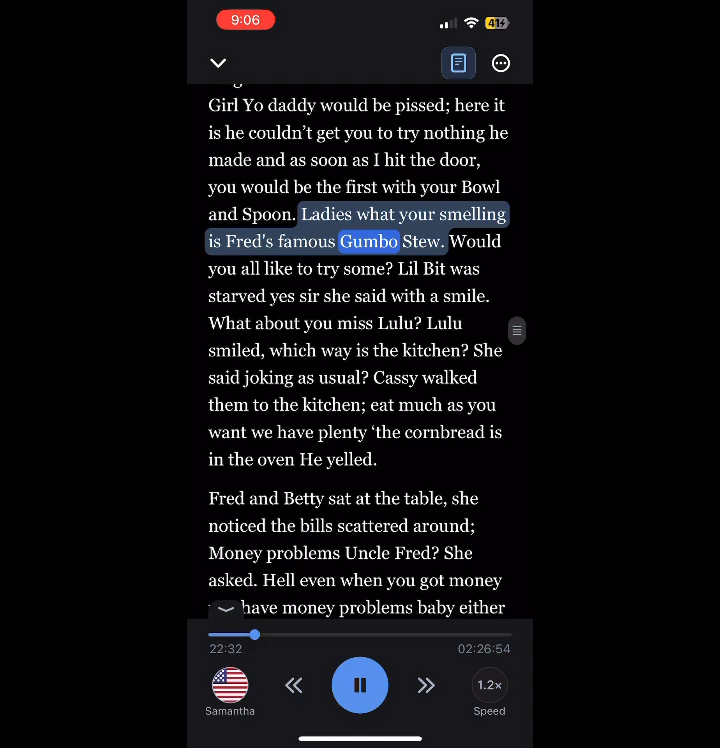 9:06
41
Girl Yo daddy would be pissed; here it
is he couldn’t get you to try nothing he
made and as soon as I hit the door,
you would be the first with your Bowl
and Spoon. Ladies what your smelling
is Fred's famous Gumbo Stew. Would
you all like to try some? Lil Bit was
starved yes sir she said with a smile.
What about you miss Lulu? Lulu
smiled, which way is the kitchen? She
said joking as usual? Cassy walked
them to the kitchen; eat much as you
want we have plenty ‘the cornbread is
in the oven He yelled.
Fred and Betty sat at the table, she
noticed the bills scattered around;
Money problems Uncle Fred? She
asked. Hell even when you got money
have money problems baby either
22:32 02:26:54
1.2×
Samantha Speed